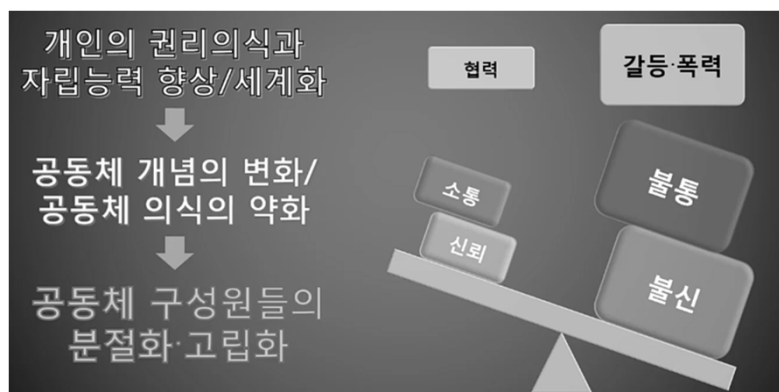 개인의 권리의식과
자립능력 향상/세계화
공동체 개념의 변화/
공동체 의식의 약화
공동체 구성원들의
분절화·고립화
협력
갈등·폭력
소통
불통
신뢰
불신